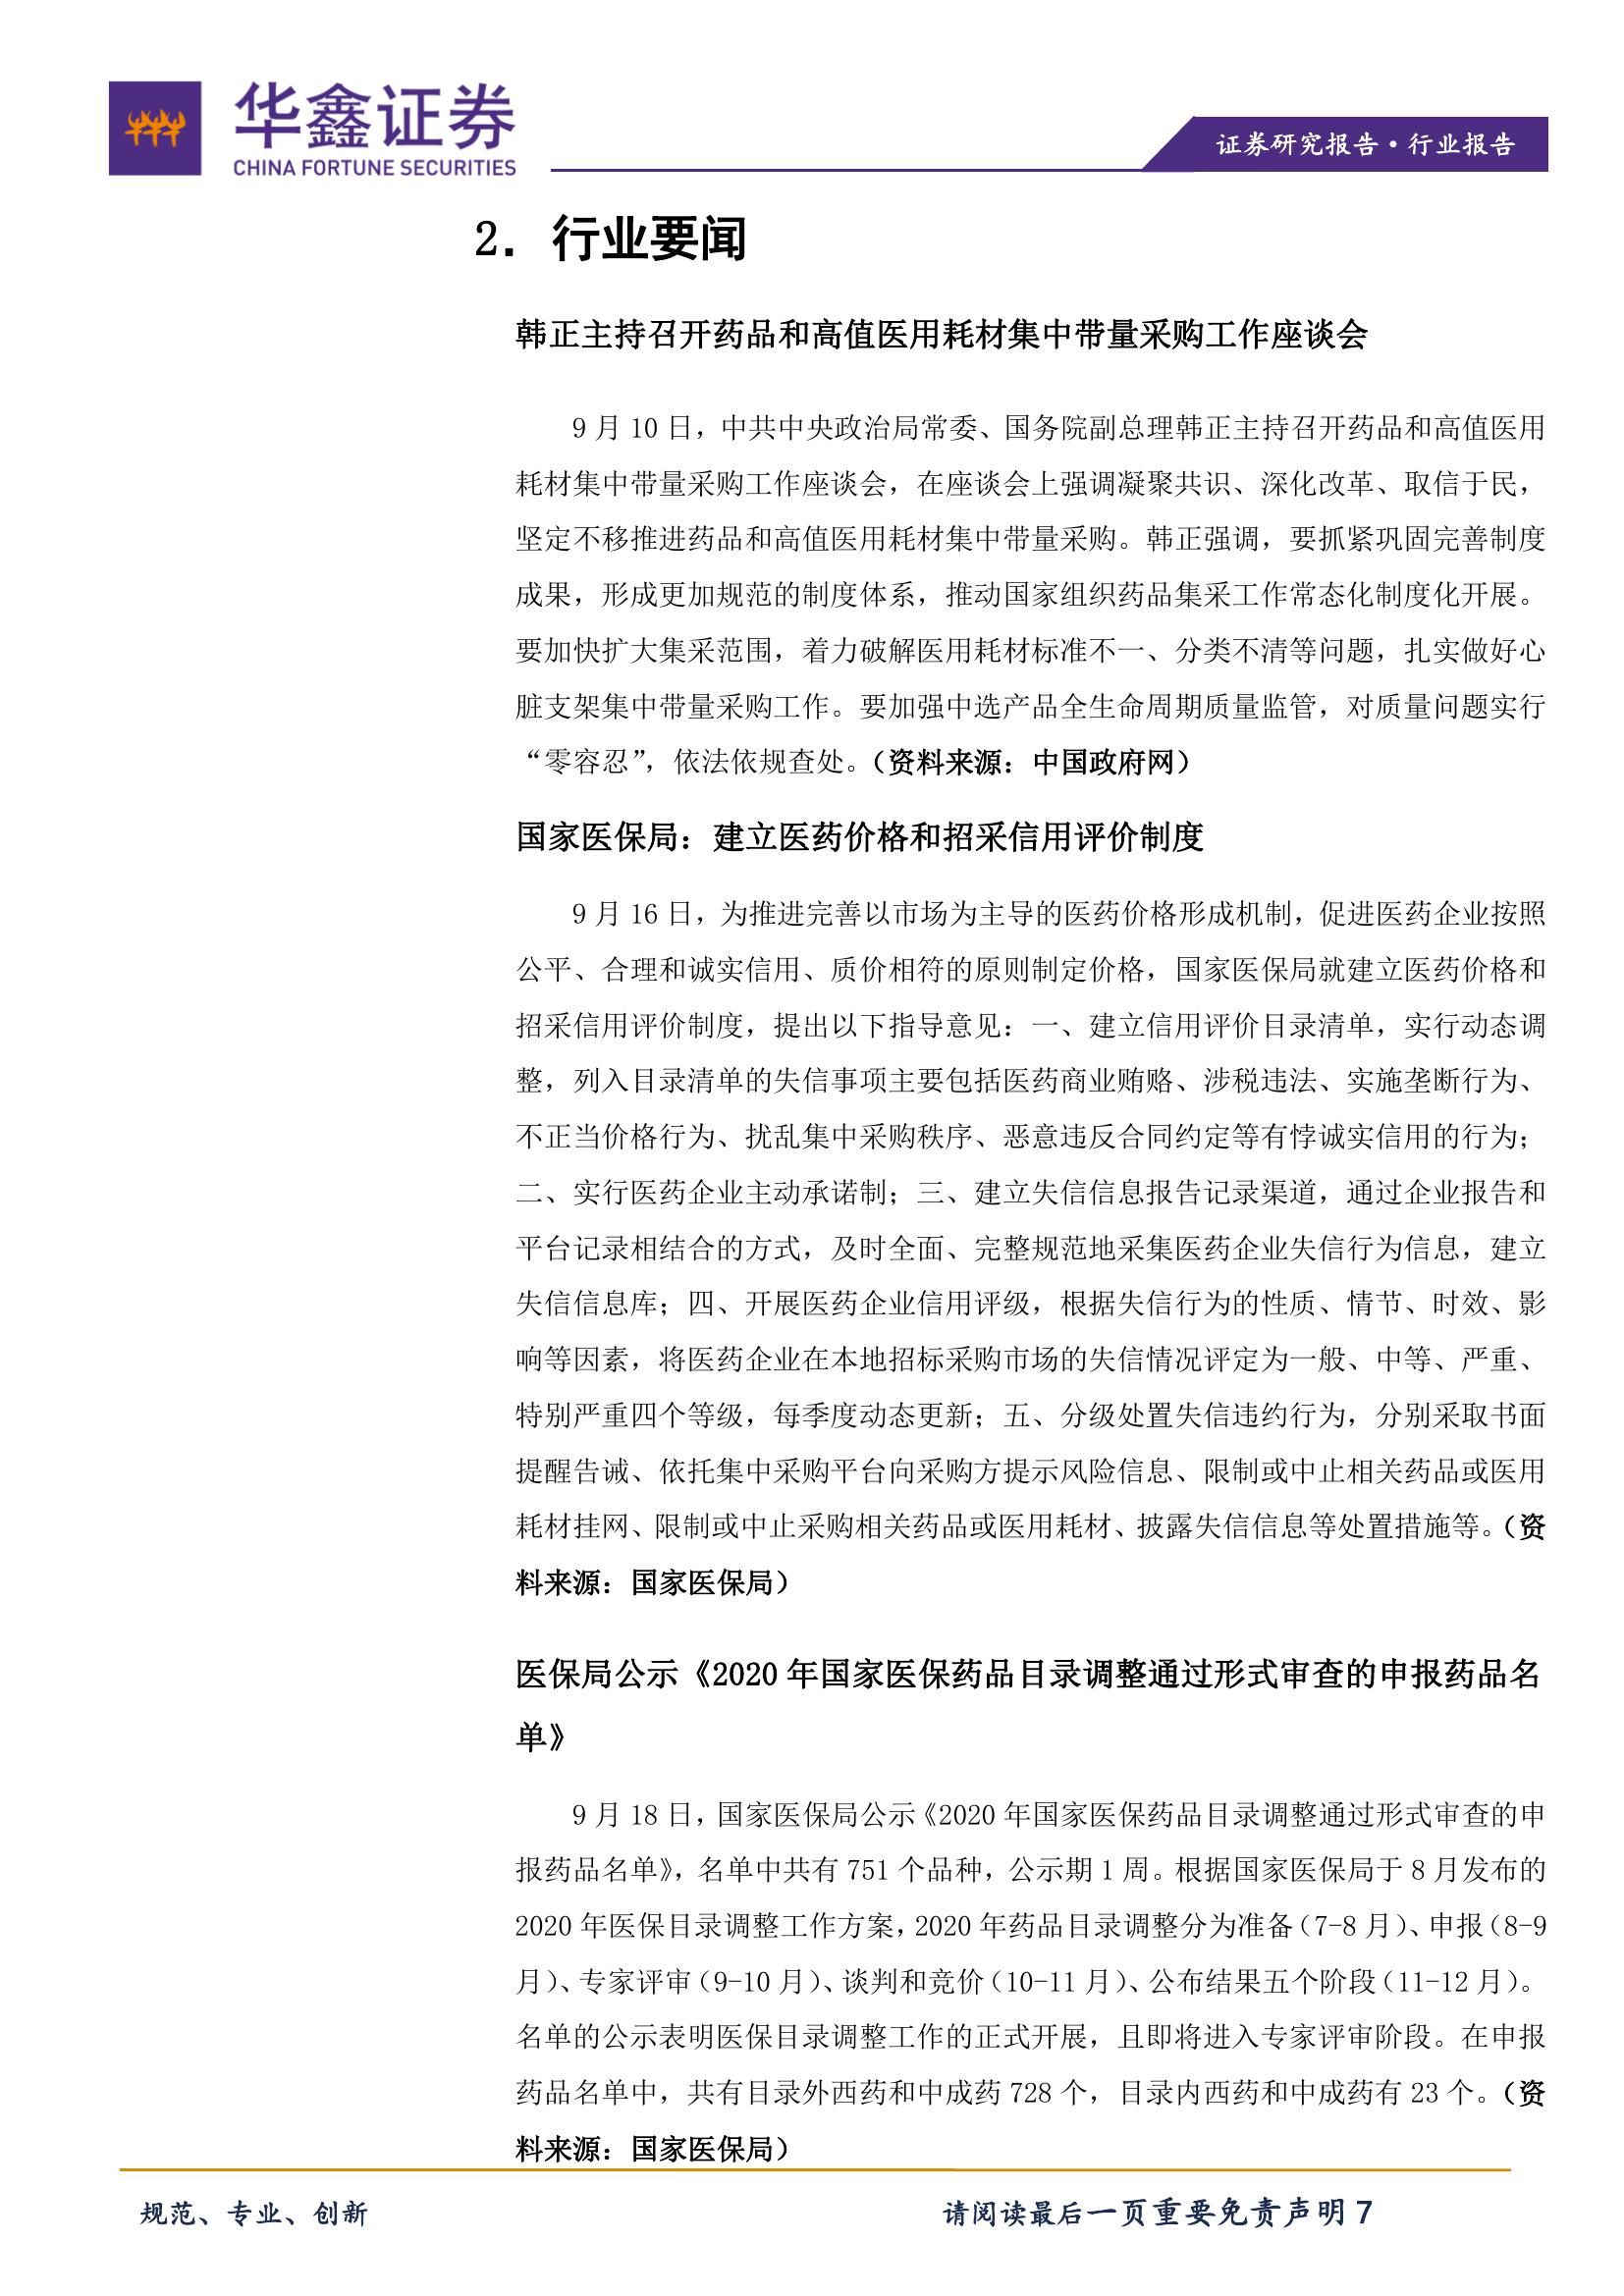 华鑫证券
CHINA FORTUNE SECURITIES
证券研究报告·行业报告
2. 行业要闻
韩正主持召开药品和高值医用耗材集中带量采购工作座谈会
9 月 10 日，中共中央政治局常委、国务院副总理韩正主持召开药品和高值医用
耗材集中带量采购工作座谈会，在座谈会上强调凝聚共识、深化改革、取信于民，
坚定不移推进药品和高值医用耗材集中带量采购。韩正强调，要抓紧巩固完善制度
成果，形成更加规范的制度体系，推动国家组织药品集采工作常态化制度化开展。
要加快扩大集采范围，着力破解医用耗材标准不一、分类不清等问题，扎实做好心
脏支架集中带量采购工作。要加强中选产品全生命周期质量监管，对质量问题实行
“零容忍”，依法依规查处。（资料来源：中国政府网）
国家医保局：建立医药价格和招采信用评价制度
9 月 16 日，为推进完善以市场为主导的医药价格形成机制，促进医药企业按照
公平、合理和诚实信用、质价相符的原则制定价格，国家医保局就建立医药价格和
招采信用评价制度，提出以下指导意见：一、建立信用评价目录清单，实行动态调
整，列入目录清单的失信事项主要包括医药商业贿赂、涉税违法、实施垄断行为、
不正当价格行为、扰乱集中采购秩序、恶意违反合同约定等有悖诚实信用的行为；
二、实行医药企业主动承诺制；三、建立失信信息报告记录渠道，通过企业报告和
平台记录相结合的方式，及时全面、完整规范地采集医药企业失信行为信息，建立
失信信息库；四、开展医药企业信用评级，根据失信行为的性质、情节、时效、影
响等因素，将医药企业在本地招标采购市场的失信情况评定为一般、中等、严重、
特别严重四个等级，每季度动态更新；五、分级处置失信违约行为，分别采取书面
提醒告诫、依托集中采购平台向采购方提示风险信息、限制或中止相关药品或医用
耗材挂网、限制或中止采购相关药品或医用耗材、披露失信信息等处置措施等。（资
料来源：国家医保局）
医保局公示《2020 年国家医保药品目录调整通过形式审查的申报药品名
单》
9 月 18 日，国家医保局公示《2020 年国家医保药品目录调整通过形式审查的申
报药品名单》，名单中共有 751 个品种，公示期 1 周。根据国家医保局于 8 月发布的
2020 年医保目录调整工作方案，2020 年药品目录调整分为准备（7-8 月）、申报（8-9
月）、专家评审（9-10 月）、谈判和竞价（10-11 月）、公布结果五个阶段（11-12 月）。
名单的公示表明医保目录调整工作的正式开展，且即将进入专家评审阶段。在申报
药品名单中，共有目录外西药和中成药 728 个，目录内西药和中成药有 23 个。（资
料来源：国家医保局）
规范、专业、创新
请阅读最后一页重要免责声明 7